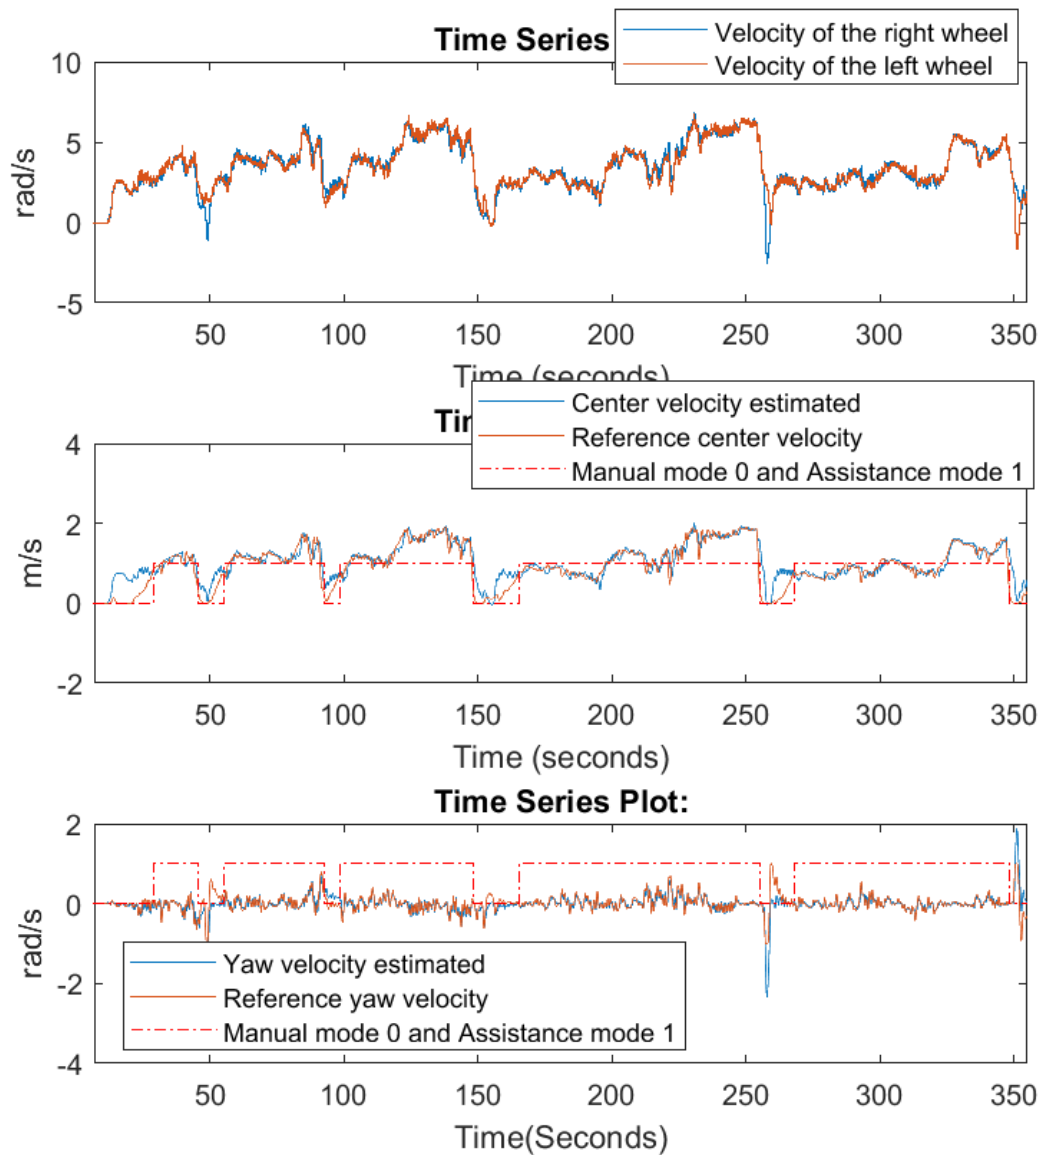 Time Series
Velocity of the right wheel
Velocity of the left wheel
10
5
0
-5
rad/s
50 100 150 200 250 300 350
Time (seconds)
Center velocity estimated
Reference center velocity
Manual mode 0 and Assistance mode 1
4
2
0
-2
m/s
50 100 150 200 250 300 350
Time (seconds)
Time Series Plot:
2
0
-2
-4
rad/s
Yaw velocity estimated
Reference yaw velocity
Manual mode 0 and Assistance mode 1
50 100 150 200 250 300 350
Time(Seconds)